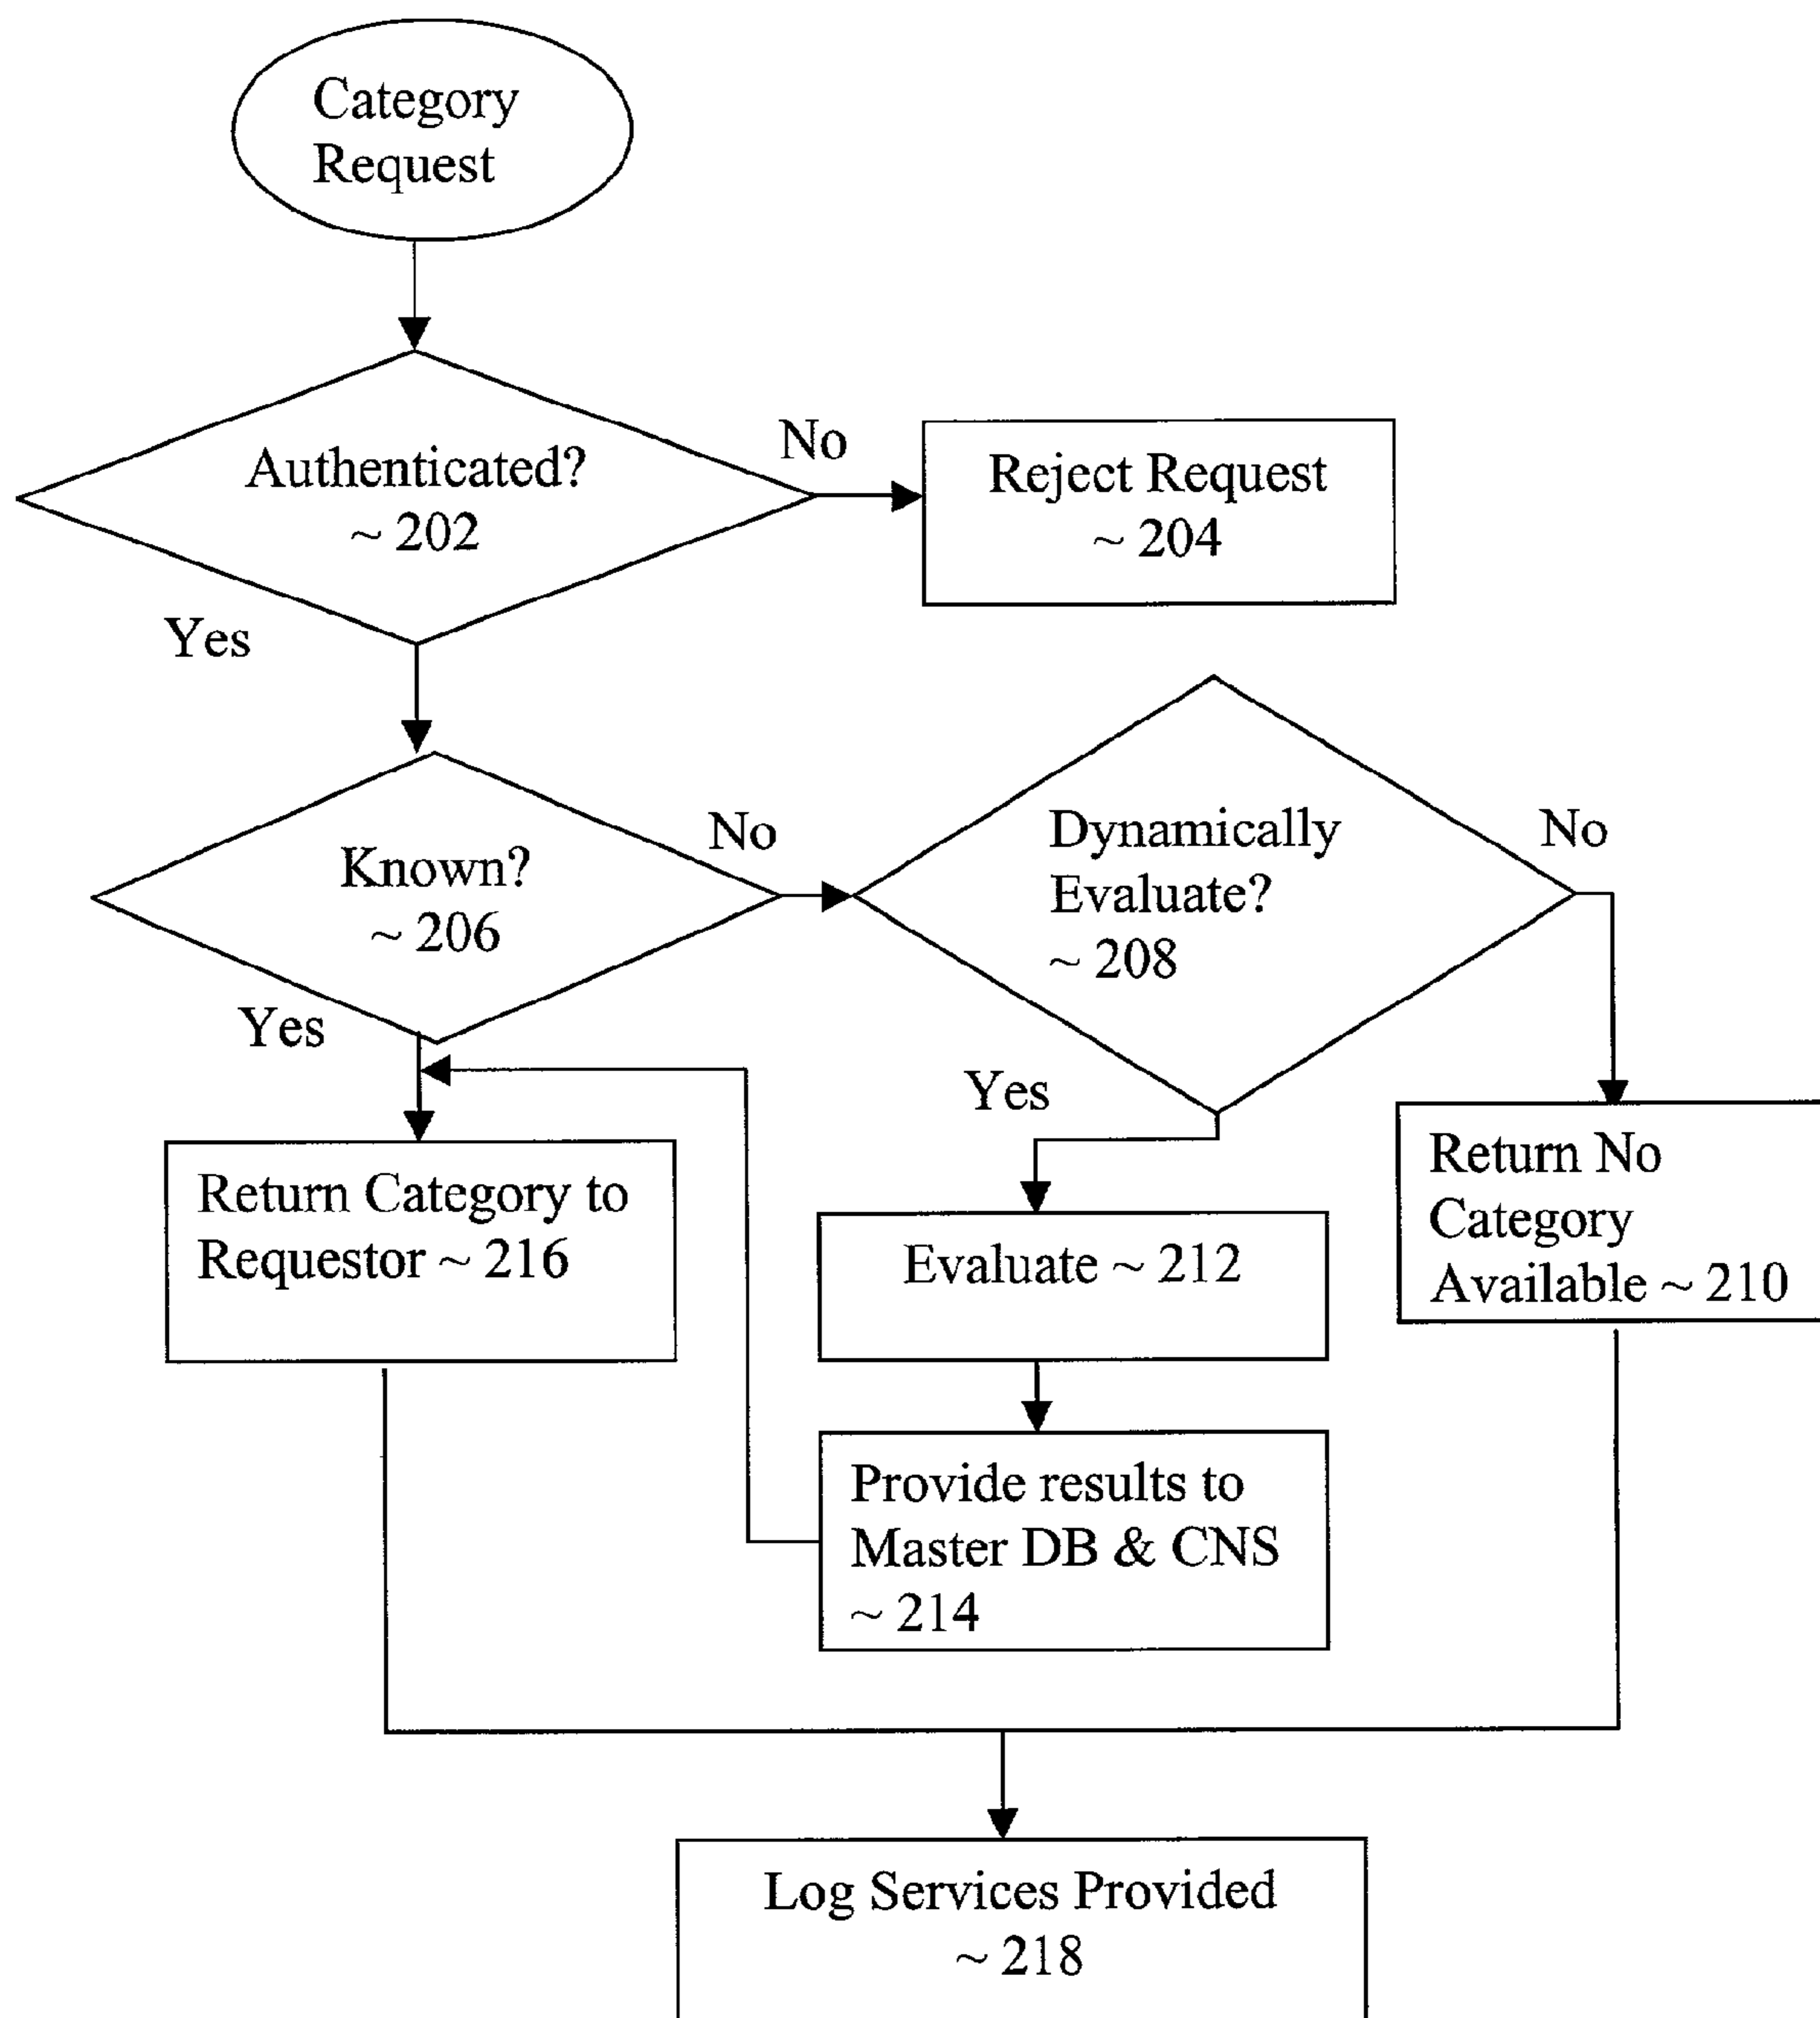 Category
Request
Authenticated?
~ 202
No
Reject Request
~ 204
Yes
Known?
~ 206
No
Dynamically
Evaluate?
~ 208
No
Yes
Yes
Return Category to
Requestor ~ 216
Evaluate ~ 212
Return No
Category
Available ~ 210
Provide results to
Master DB & CNS
~ 214
Log Services Provided
~ 218